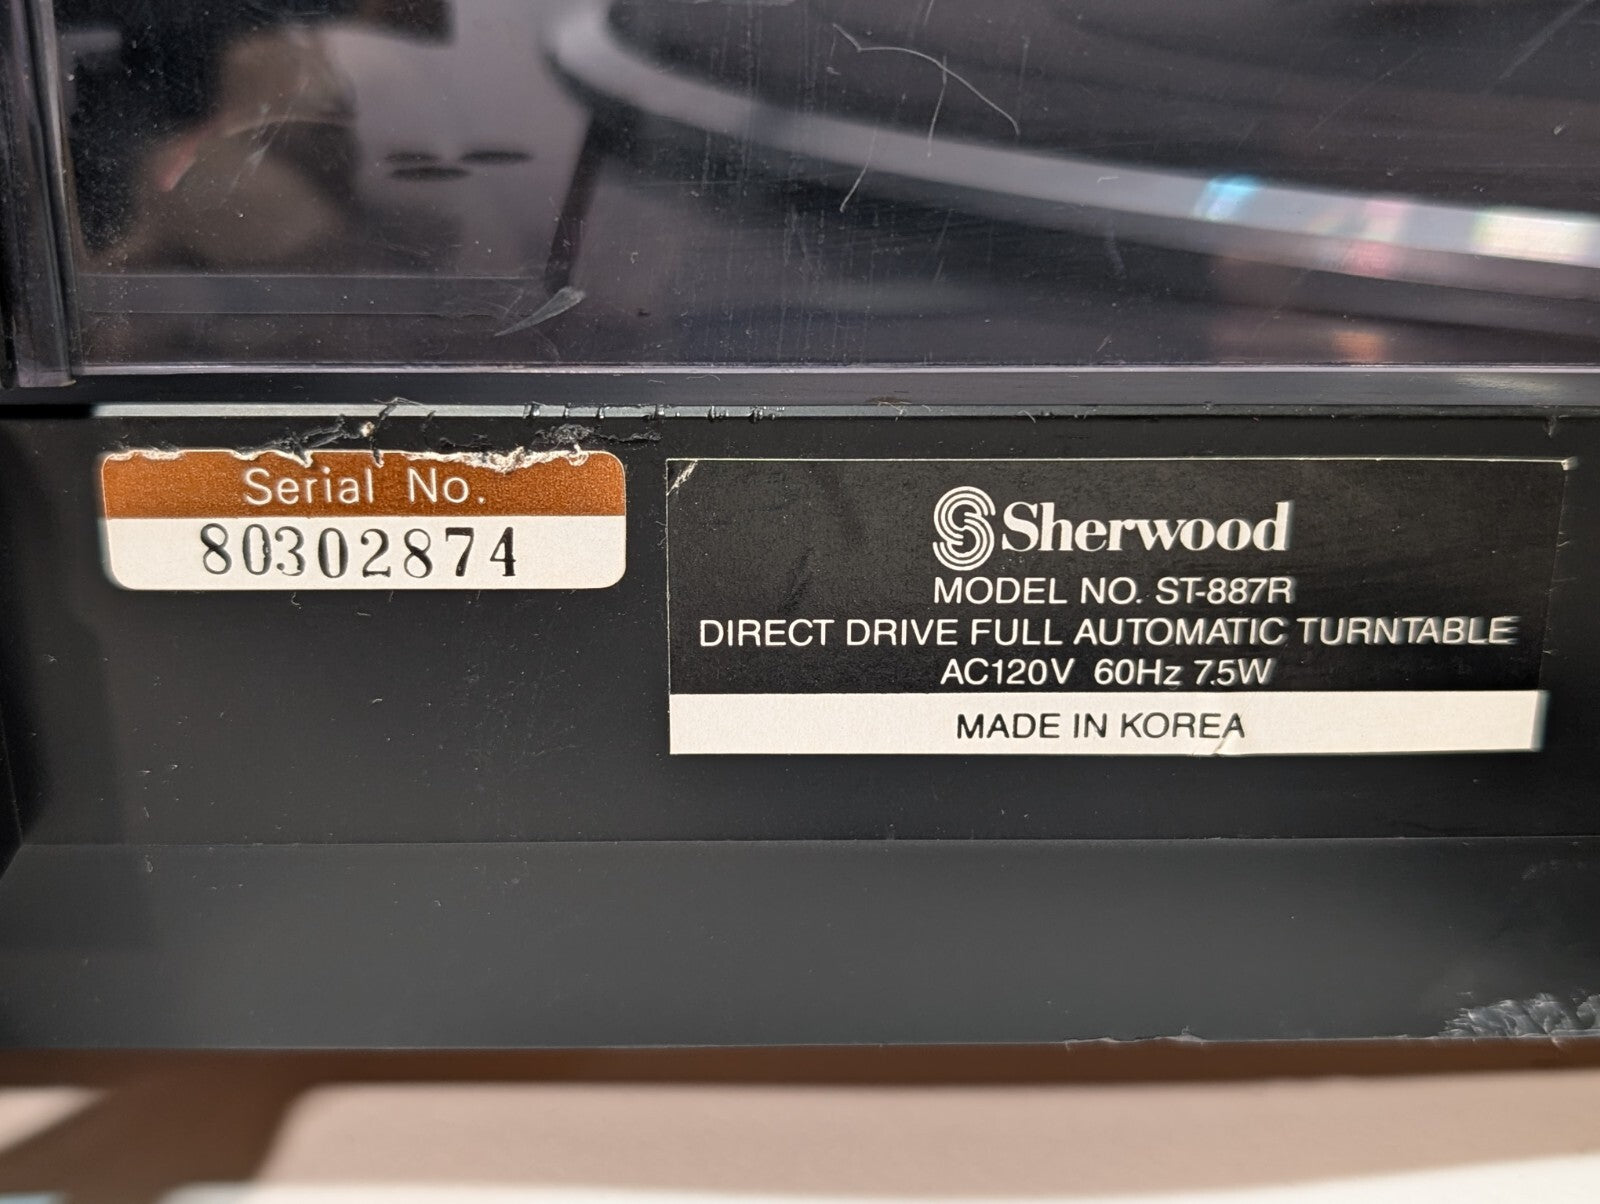 Serial No.
80302874
Sherwood
MODEL NO. ST-887R
DIRECT DRIVE FULL AUTOMATIC TURNTABLE
AC120V 60Hz 7.5W
MADE IN KOREA